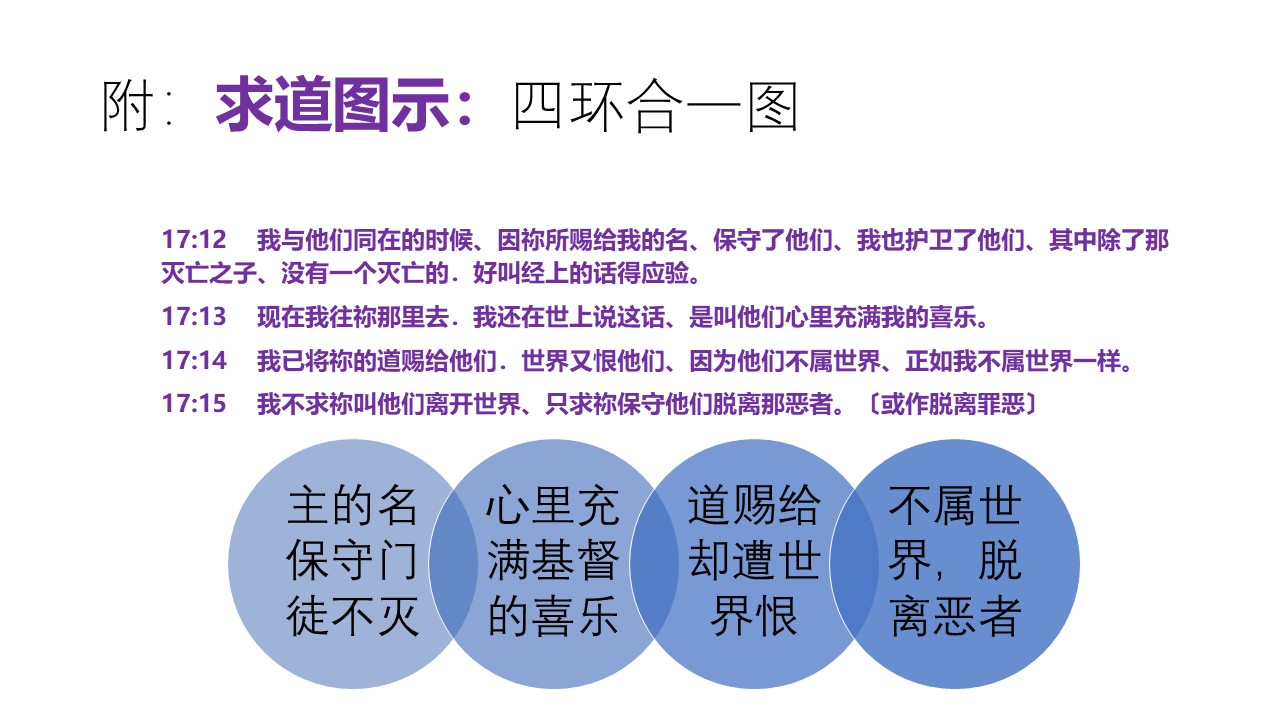 附：求道图示：四环合一图
17:12 我与他们同在的时候、因祢所赐给我的名、保守了他们、我也护卫了他们、其中除了那
灭亡之子、没有一个灭亡的．好叫经上的话得应验。
17:13 现在我往祢那里去．我还在世上说这话、是叫他们心里充满我的喜乐。
17:14 我已将祢的道赐给他们．世界又恨他们、因为他们不属世界、正如我不属世界一样。
17:15 我不求祢叫他们离开世界、只求祢保守他们脱离那恶者。〔或作脱离罪恶〕
主的名
保守门
徒不灭
心里充
满基督
的喜乐
道赐给
却遭世
界恨
不属世
界，脱
离恶者